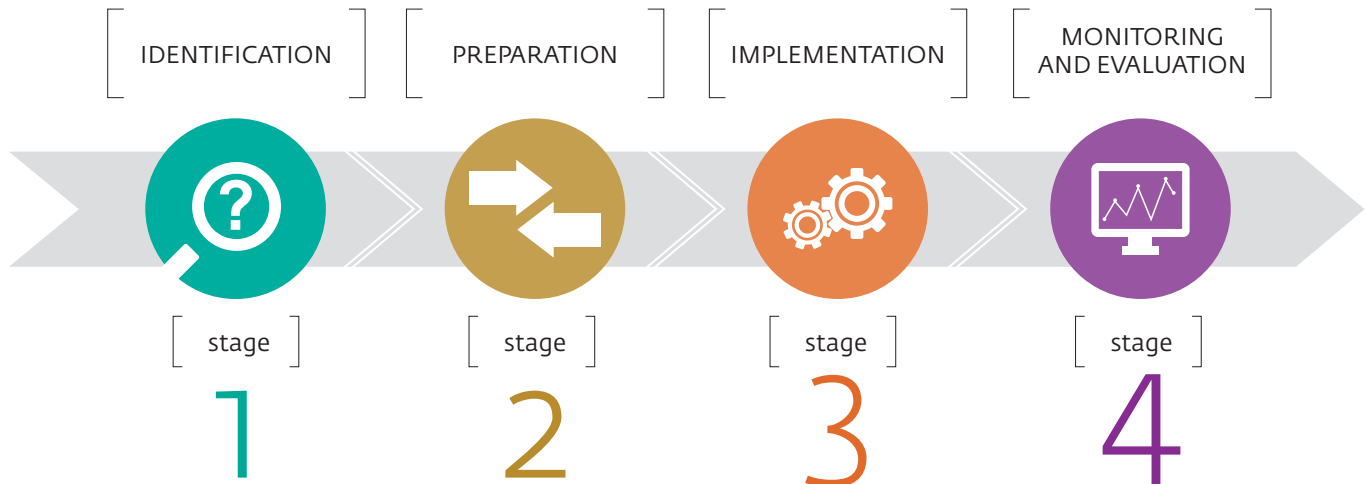 IDENTIFICATION
PREPARATION
IMPLEMENTATION
MONITORING
AND EVALUATION
?
stage
stage
stage
stage
1
2
3
4